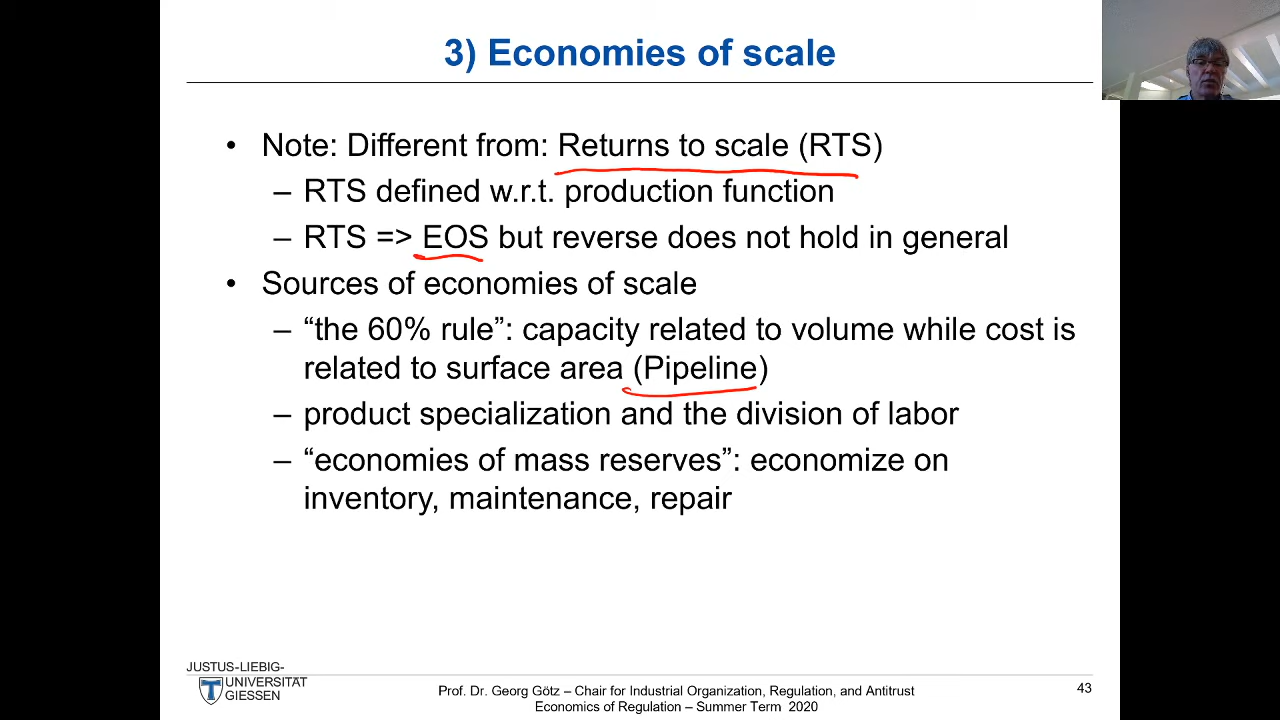 3) Economies of scale
• Note: Different from: Returns to scale (RTS)
– RTS defined w.r.t. production function
– RTS => EOS but reverse does not hold in general
• Sources of economies of scale
– “the 60% rule”: capacity related to volume while cost is
related to surface area (Pipeline)
– product specialization and the division of labor
– “economies of mass reserves”: economize on
inventory, maintenance, repair
JUSTUS-LIEBIG-
UNIVERSITÄT
GIESSEN
Prof. Dr. Georg Götz – Chair for Industrial Organization, Regulation, and Antitrust
Economics of Regulation – Summer Term 2020
43